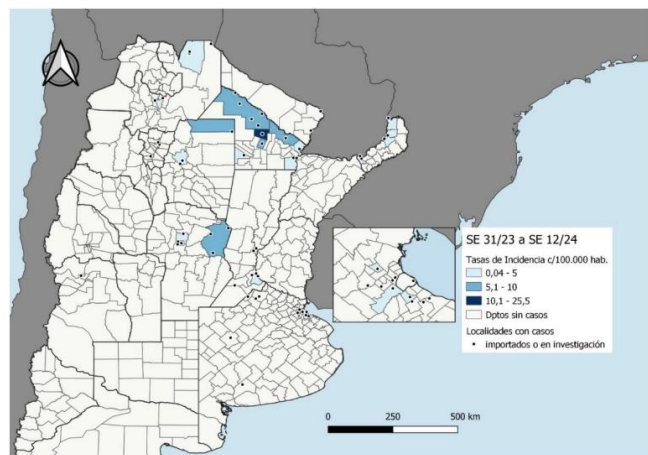 SE 31/23 a SE 12/24
Tasas de Incidencia c/100.000 hab.
0,04 - 5
5,1 - 10
10,1 - 25,5
Dptos sin casos
Localidades con casos
importados o en investigación
0 250 500 km